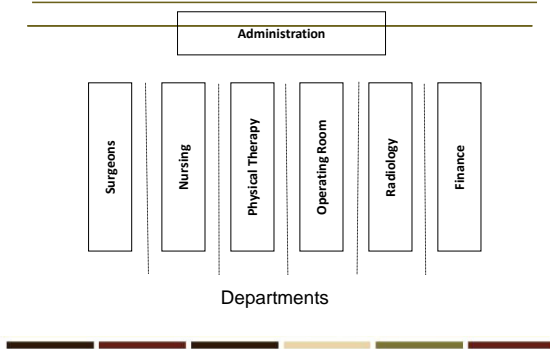 Administration
Surgeons
Nursing
Physical Therapy
Operating Room
Radiology
Finance
Departments